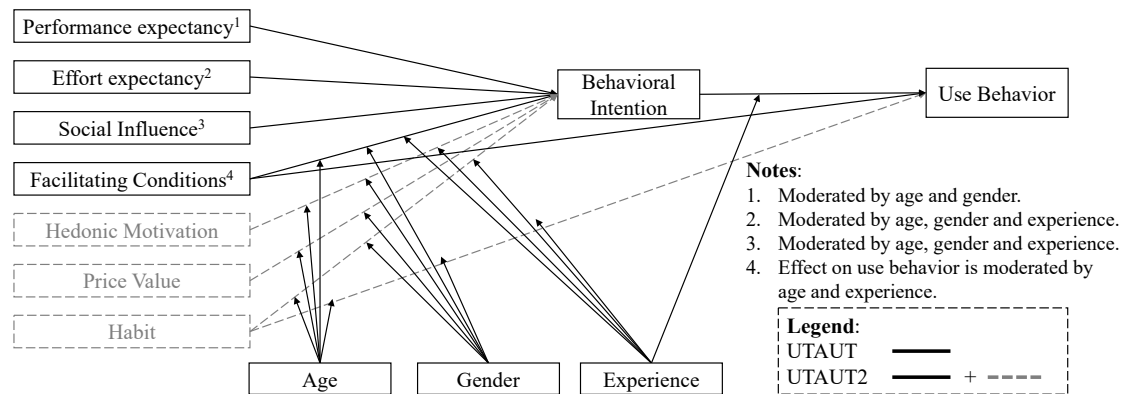 Performance expectancy¹
Effort expectancy²
Social Influence³
Facilitating Conditions⁴
Hedonic Motivation
Price Value
Habit
Behavioral
Intention
Use Behavior
Age
Gender
Experience
Notes:
1. Moderated by age and gender.
2. Moderated by age, gender and experience.
3. Moderated by age, gender and experience.
4. Effect on use behavior is moderated by
age and experience.
Legend:
UTAUT
UTAUT2 +